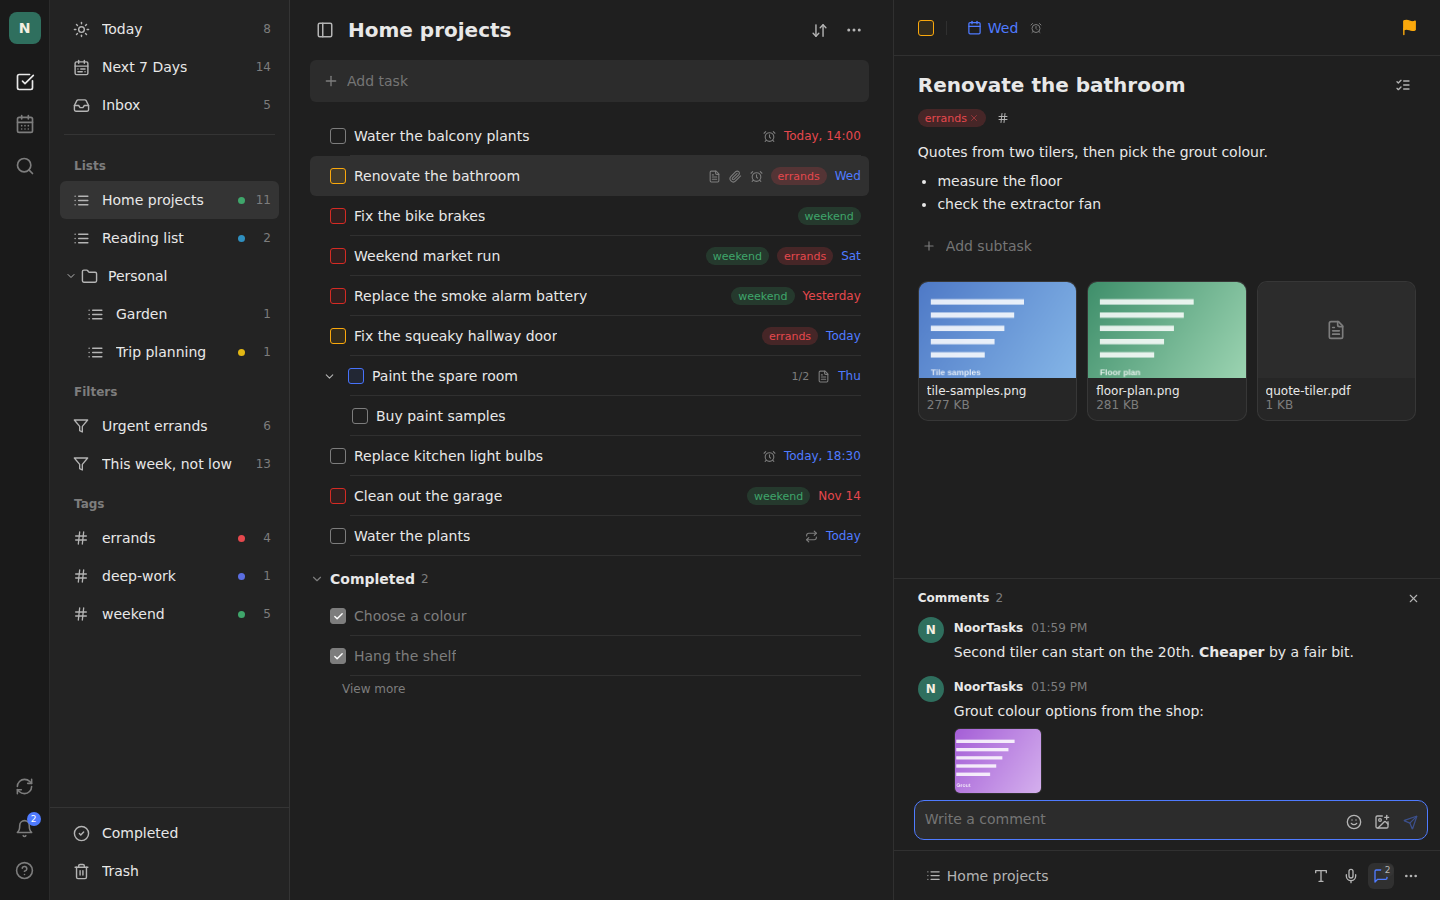 N
Today 8
Next 7 Days 14
Inbox 5
Lists
Home projects 11
Reading list 2
Personal
Garden 1
Trip planning 1
Filters
Urgent errands 6
This week, not low 13
Tags
errands 4
deep-work 1
weekend 5
2
Completed
Trash
Home projects
Add task
Water the balcony plants Today, 14:00
Renovate the bathroom errands Wed
Fix the bike brakes weekend
Weekend market run weekend errands Sat
Replace the smoke alarm battery weekend Yesterday
Fix the squeaky hallway door errands Today
Paint the spare room 1/2 Thu
Buy paint samples
Replace kitchen light bulbs Today, 18:30
Clean out the garage weekend Nov 14
Water the plants Today
Completed 2
Choose a colour
Hang the shelf
View more
Wed
Renovate the bathroom
errands ×
Quotes from two tilers, then pick the grout colour.
• measure the floor
• check the extractor fan
Add subtask
Tile samples
tile-samples.png
277 KB
Floor plan
floor-plan.png
281 KB
quote-tiler.pdf
1 KB
Comments 2
N NoorTasks 01:59 PM
Second tiler can start on the 20th. Cheaper by a fair bit.
N NoorTasks 01:59 PM
Grout colour options from the shop:
Grout
Write a comment
Home projects
2